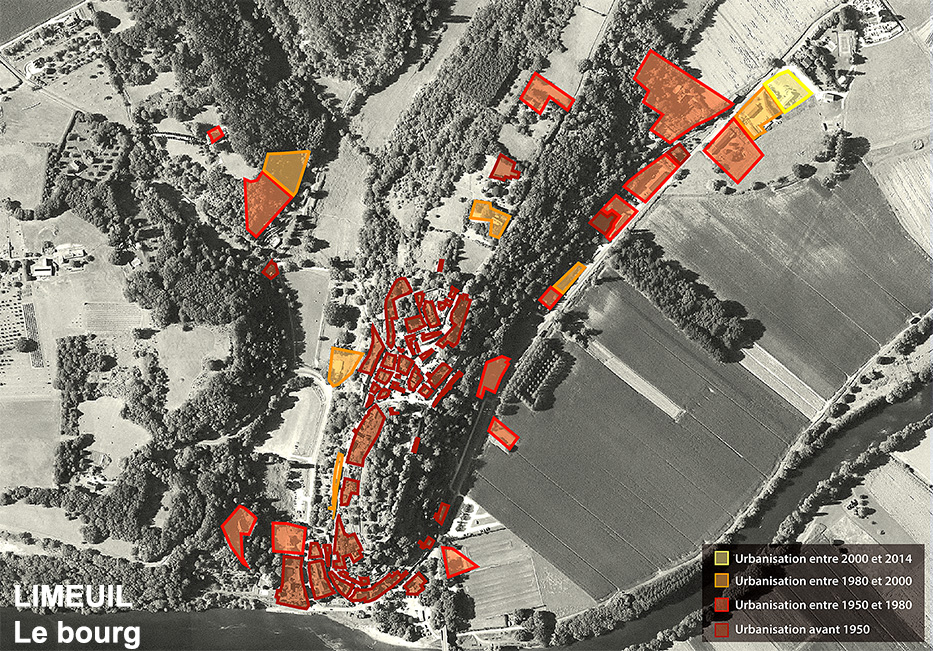 LIMEUIL
Le bourg
Urbanisation entre 2000 et 2014
Urbanisation entre 1980 et 2000
Urbanisation entre 1950 et 1980
Urbanisation avant 1950